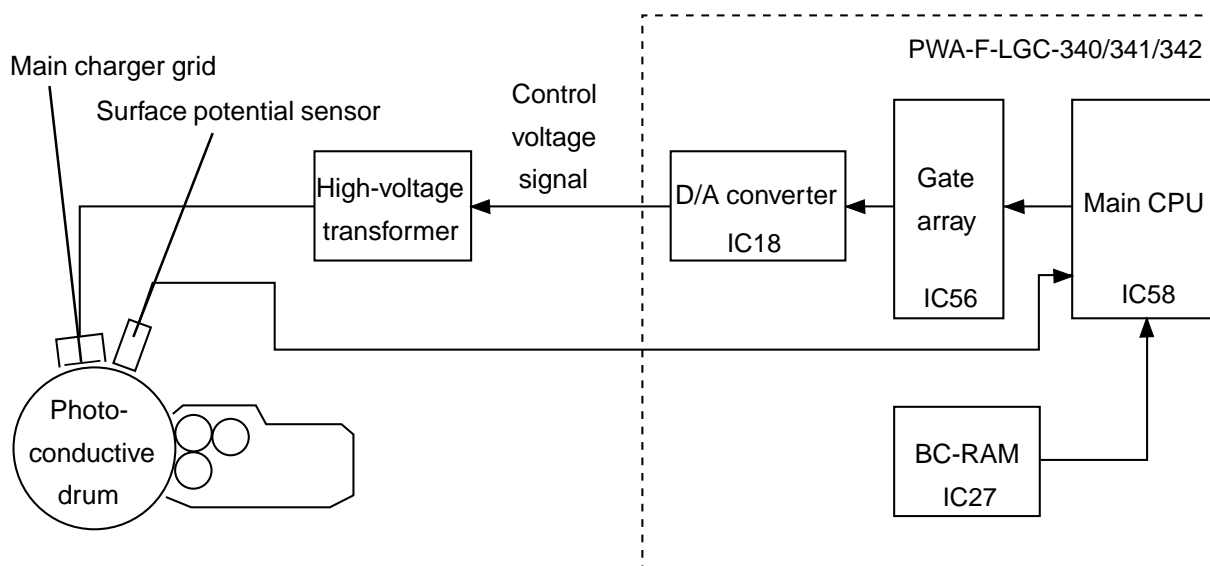 PWA-F-LGC-340/341/342
Main charger grid
Surface potential sensor
Control
voltage
signal
High-voltage
transformer
D/A converter
IC18
Gate
array
IC56
Main CPU
IC58
Photo-
conductive
drum
BC-RAM
IC27